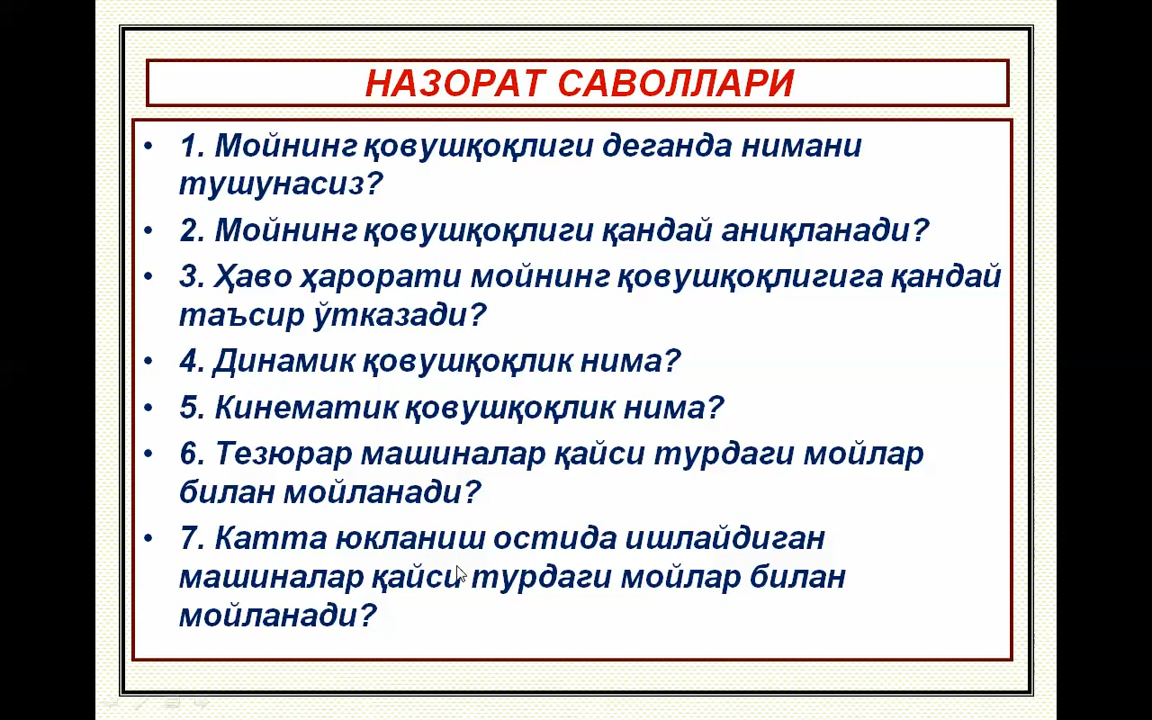 НАЗОРАТ САВОЛЛАРИ
• 1. Мойнинг қовушқоқлиги деганда нимани
тушунасиз?
• 2. Мойнинг қовушқоқлиги қандай аниқланади?
• 3. Ҳаво ҳарорати мойнинг қовушқоқлигига қандай
таъсир ўтказади?
• 4. Динамик қовушқоқлик нима?
• 5. Кинематик қовушқоқлик нима?
• 6. Тезюрар машиналар қайси турдаги мойлар
билан мойланади?
• 7. Катта юкланиш остида ишлайдиган
машиналар қайси турдаги мойлар билан
мойланади?